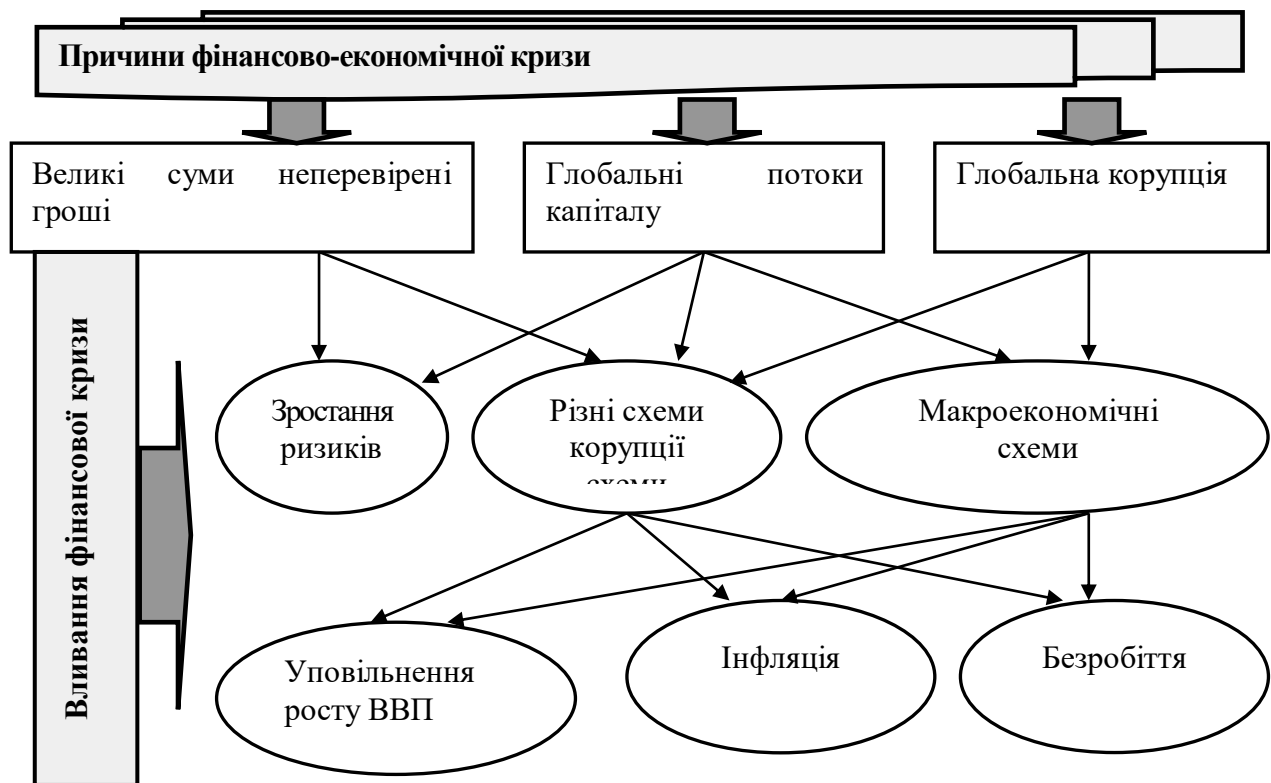 Причини фінансово-економічної кризи
Великі суми неперевірені
гроші
Глобальні потоки
капіталу
Глобальна корупція
Вливання фінансової кризи
Зростання
ризиків
Різні схеми
корупції
схеми
Макроекономічні
схеми
Уповільнення
росту ВВП
Інфляція
Безробіття